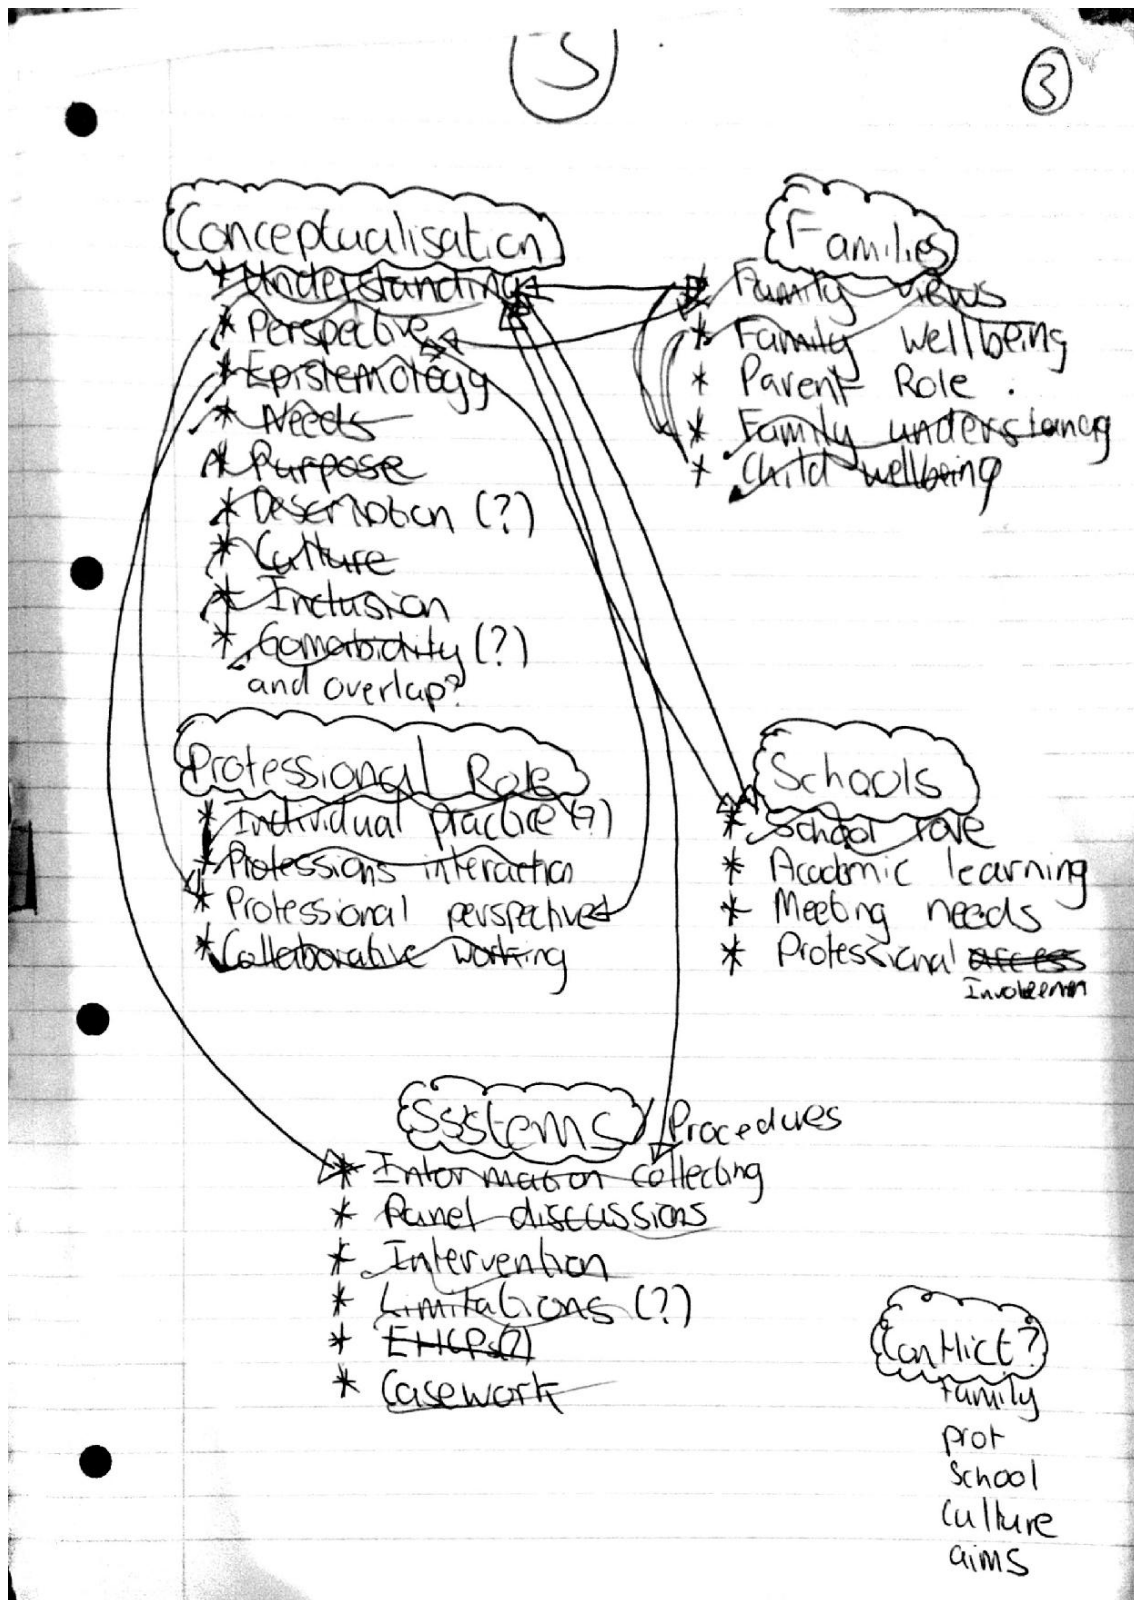 5
3
Conceptualisation
* Understanding
* Perspective
* Epistemology
* Needs
* Purpose
* Description (?)
* Culture
* Inclusion
* Comorbidity (?)
and overlap?
Families
* Family views
* Family wellbeing
* Parent Role
* Family understanding
* Child wellbeing
Professional Role
* Individual practice (?)
* Professions interaction
* Professional perspective
* Collaborative working
Schools
* School role
* Academic learning
* Meeting needs
* Professional access
Systems / Procedures
* Information collecting
* Panel discussions
* Intervention
* Limitations (?)
* EHCPs(?)
* Casework
Conflict?
Family
prof
School
Culture
aims